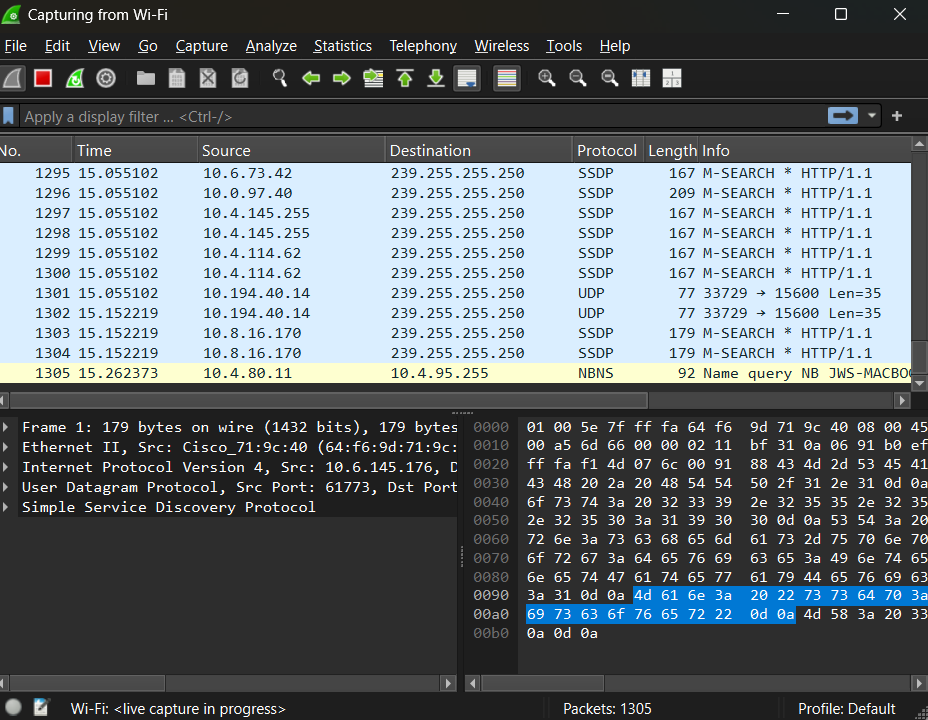 Capturing from Wi-Fi
File Edit View Go Capture Analyze Statistics Telephony Wireless Tools Help
Apply a display filter ... <Ctrl-/>
No. Time Source Destination Protocol Length Info
1295 15.055102 10.6.73.42 239.255.255.250 SSDP 167 M-SEARCH * HTTP/1.1
1296 15.055102 10.0.97.40 239.255.255.250 SSDP 209 M-SEARCH * HTTP/1.1
1297 15.055102 10.4.145.255 239.255.255.250 SSDP 167 M-SEARCH * HTTP/1.1
1298 15.055102 10.4.145.255 239.255.255.250 SSDP 167 M-SEARCH * HTTP/1.1
1299 15.055102 10.4.114.62 239.255.255.250 SSDP 167 M-SEARCH * HTTP/1.1
1300 15.055102 10.4.114.62 239.255.255.250 SSDP 167 M-SEARCH * HTTP/1.1
1301 15.055102 10.194.40.14 239.255.255.250 UDP 77 33729 → 15600 Len=35
1302 15.152219 10.194.40.14 239.255.255.250 UDP 77 33729 → 15600 Len=35
1303 15.152219 10.8.16.170 239.255.255.250 SSDP 179 M-SEARCH * HTTP/1.1
1304 15.152219 10.8.16.170 239.255.255.250 SSDP 179 M-SEARCH * HTTP/1.1
1305 15.262373 10.4.80.11 10.4.95.255 NBNS 92 Name query NB JWS-MACBO
Frame 1: 179 bytes on wire (1432 bits), 179 bytes
Ethernet II, Src: Cisco_71:9c:40 (64:f6:9d:71:9c:
Internet Protocol Version 4, Src: 10.6.145.176, D
User Datagram Protocol, Src Port: 61773, Dst Port
Simple Service Discovery Protocol
0000 01 00 5e 7f ff fa 64 f6 9d 71 9c 40 08 00 45
0010 00 a5 6d 66 00 00 02 11 bf 31 0a 06 91 b0 ef
0020 ff fa f1 4d 07 6c 00 91 88 43 4d 2d 53 45 41
0030 43 48 20 2a 20 48 54 54 50 2f 31 2e 31 0d 0a
0040 6f 73 74 3a 20 32 33 39 2e 32 35 35 2e 32 35
0050 2e 32 35 30 3a 31 39 30 30 0d 0a 53 54 3a 20
0060 72 6e 3a 73 63 68 65 6d 61 73 2d 75 70 6e 70
0070 6f 72 67 3a 64 65 76 69 63 65 3a 49 6e 74 65
0080 6e 65 74 47 61 74 65 77 61 79 44 65 76 69 63
0090 3a 31 0d 0a 4d 61 6e 3a 20 22 73 73 64 70 3a
00a0 69 73 63 6f 76 65 72 22 0d 0a 4d 58 3a 20 33
00b0 0a 0d 0a
Wi-Fi: <live capture in progress> Packets: 1305 Profile: Default